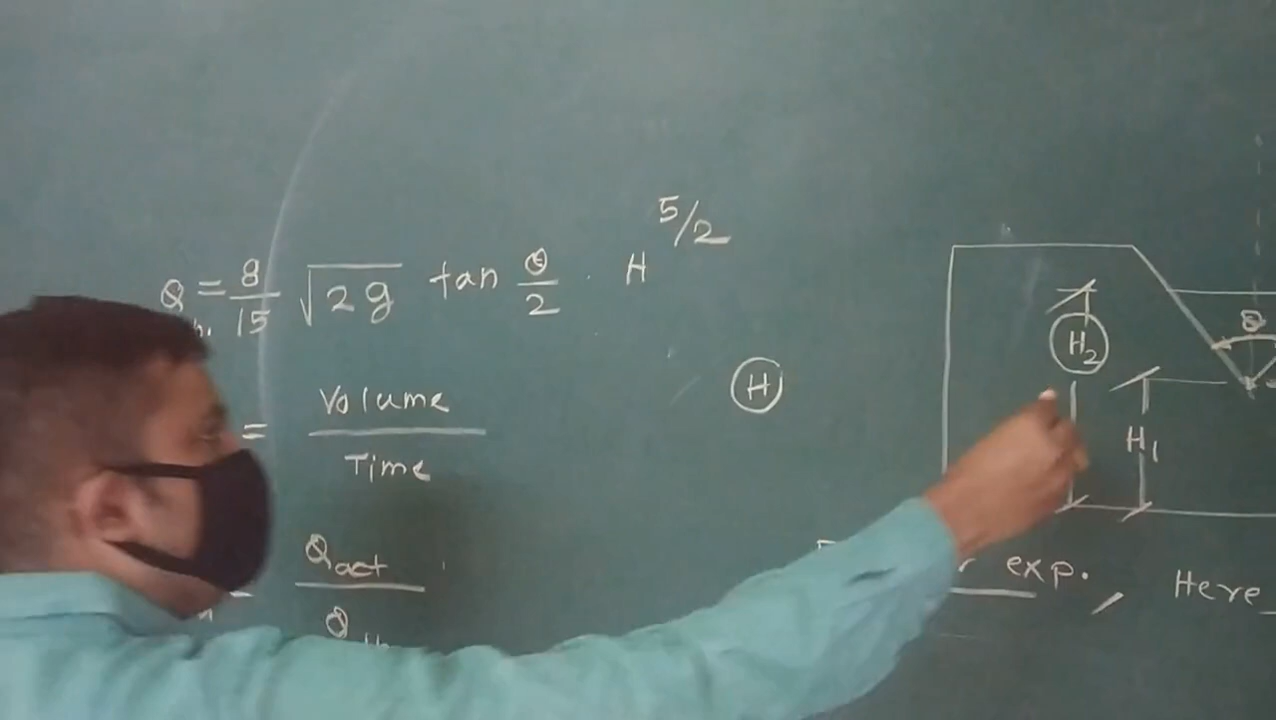 Q = 8/15 √2g tan θ/2 · H^5/2
= Volume / Time
H
Qact / Q
H2
θ
H1
exp. , Here